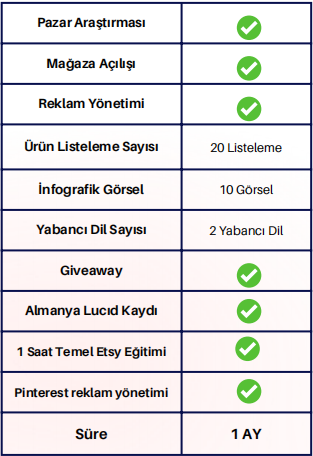 Pazar Araştırması
Mağaza Açılışı
Reklam Yönetimi
Ürün Listeleme Sayısı 20 Listeleme
İnfografik Görsel 10 Görsel
Yabancı Dil Sayısı 2 Yabancı Dil
Giveaway
Almanya Lucıd Kaydı
1 Saat Temel Etsy Eğitimi
Pinterest reklam yönetimi
Süre 1 AY